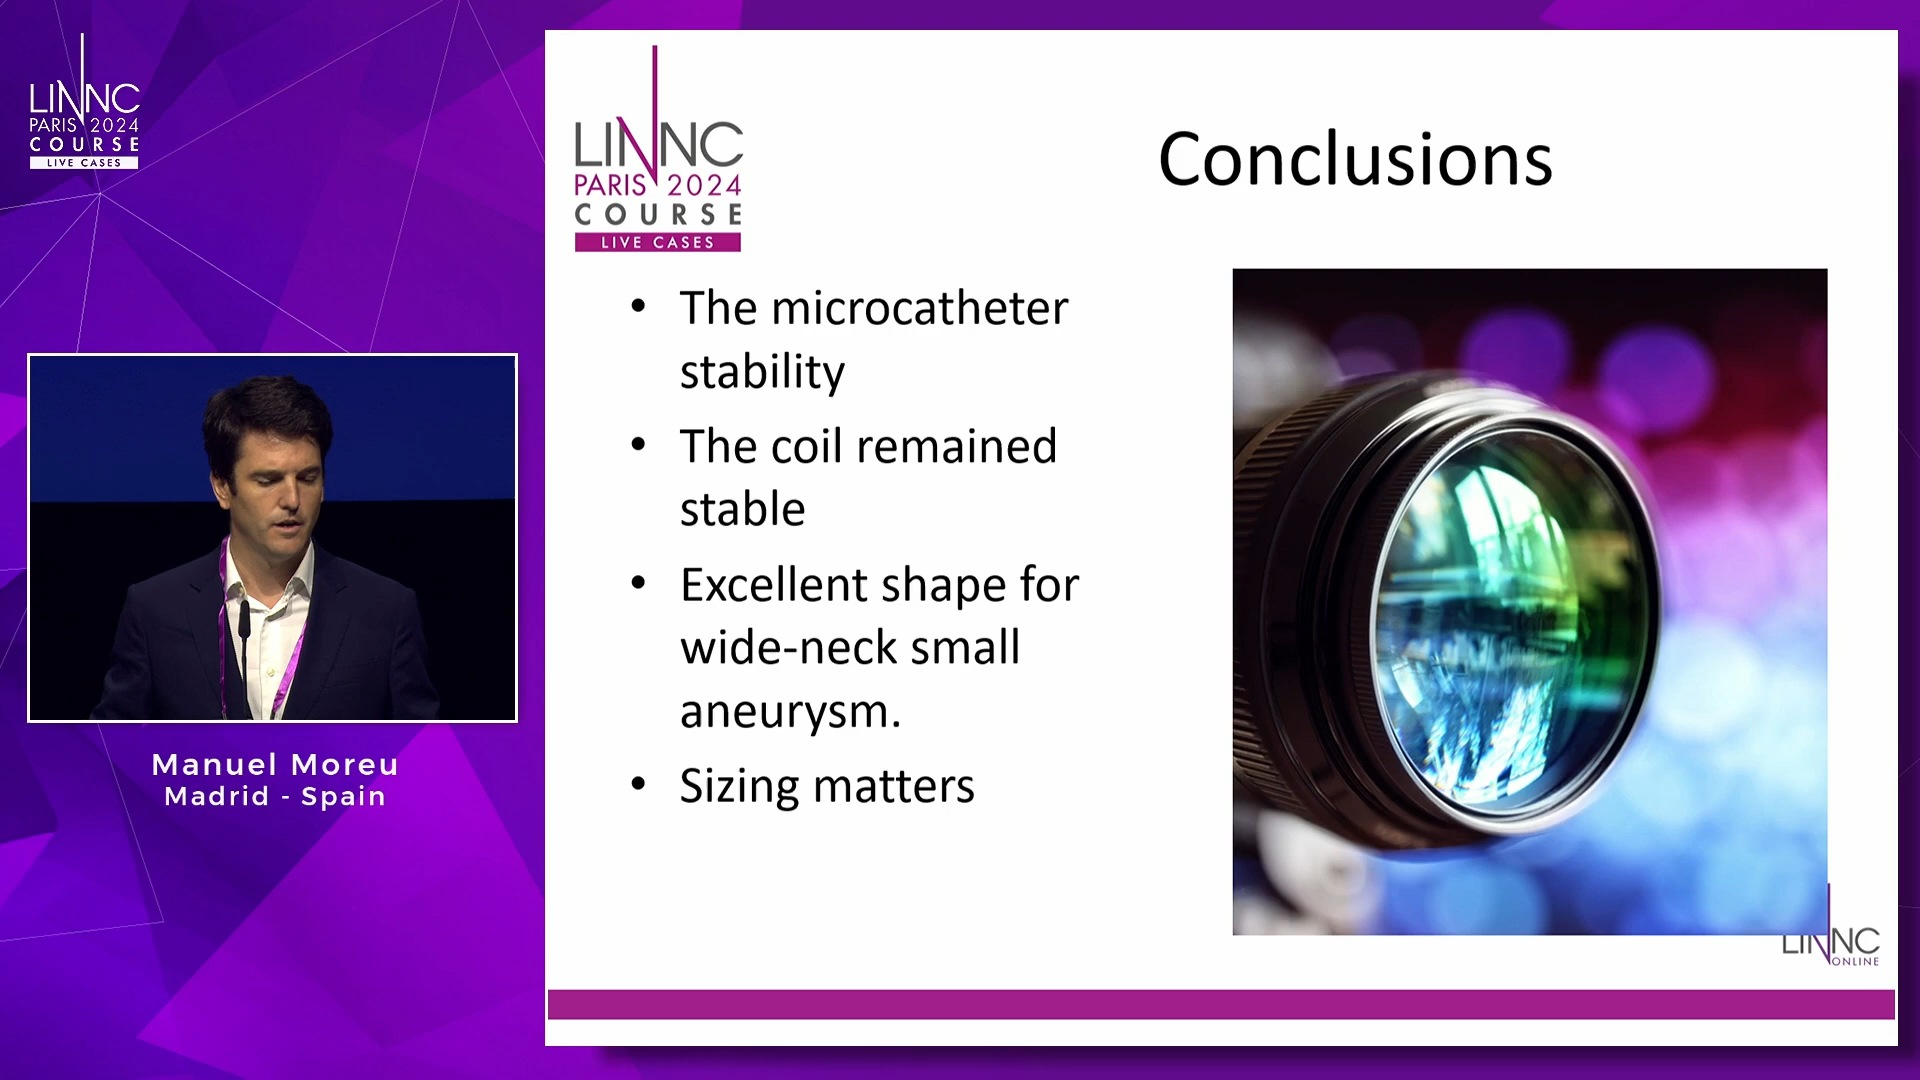 LINNC
PARIS 2024
COURSE
LIVE CASES
Manuel Moreu
Madrid - Spain
LINNC
PARIS 2024
COURSE
LIVE CASES
Conclusions
• The microcatheter
stability
• The coil remained
stable
• Excellent shape for
wide-neck small
aneurysm.
• Sizing matters
LINNC
ONLINE